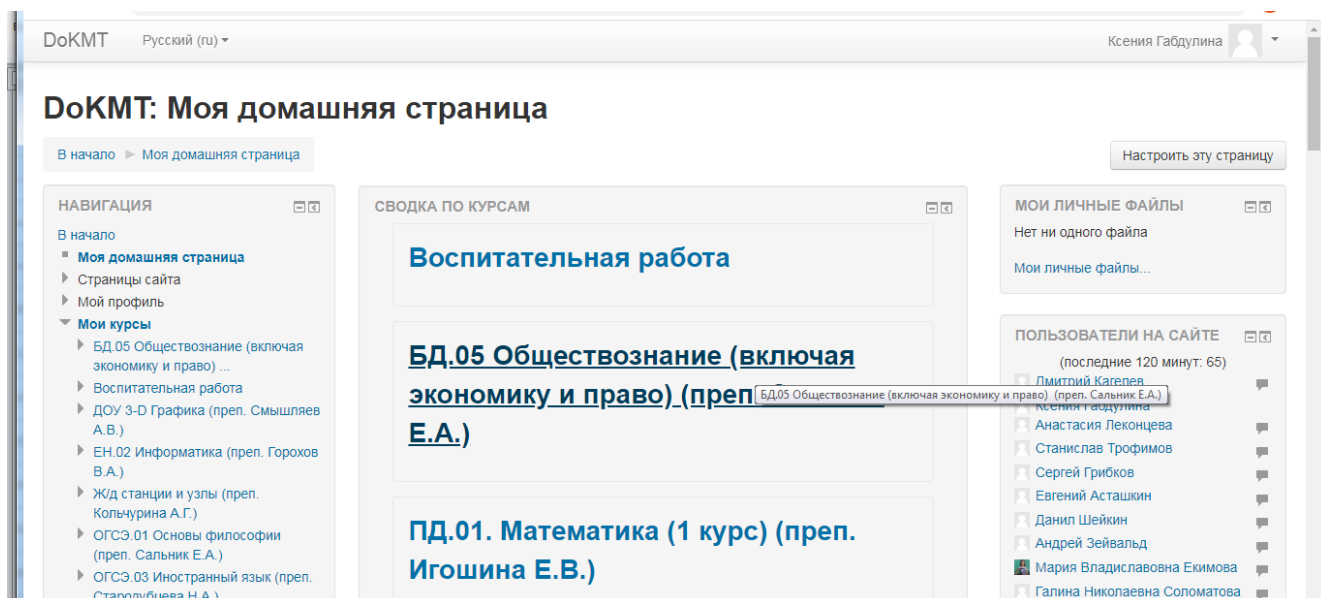 DoKMT Русский (ru)
Ксения Габдулина
DoKMT: Моя домашняя страница
В начало
Моя домашняя страница
Настроить эту страницу
НАВИГАЦИЯ
В начало
Моя домашняя страница
Страницы сайта
Мой профиль
Мои курсы
БД.05 Обществознание (включая
экономику и право) ...
Воспитательная работа
ДОУ 3-D Графика (преп. Смышляев
А.В.)
ЕН.02 Информатика (преп. Горохов
В.А.)
Ж/д станции и узлы (преп.
Кольчурина А.Г.)
ОГСЭ.01 Основы философии
(преп. Сальник Е.А.)
ОГСЭ.03 Иностранный язык (преп.
Стародубцева Н.А.)
СВОДКА ПО КУРСАМ
Воспитательная работа
БД.05 Обществознание (включая
экономику и право) (преп.
Е.А.)
БД.05 Обществознание (включая экономику и право) (преп. Сальник Е.А.)
ПД.01. Математика (1 курс) (преп.
Игошина Е.В.)
МОИ ЛИЧНЫЕ ФАЙЛЫ
Нет ни одного файла
Мои личные файлы...
ПОЛЬЗОВАТЕЛИ НА САЙТЕ
(последние 120 минут: 65)
Дмитрий Кагелев
Ксения Габдулина
Анастасия Леконцева
Станислав Трофимов
Сергей Грибков
Евгений Асташкин
Данил Шейкин
Андрей Зейвальд
Мария Владиславовна Екимова
Галина Николаевна Соломатова